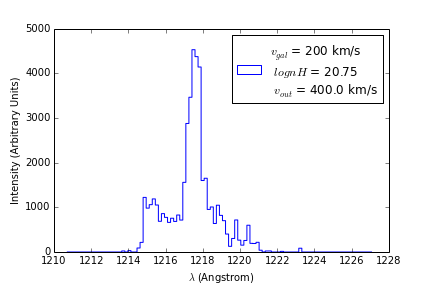 5000
4000
3000
2000
1000
0
Intensity (Arbitrary Units)
v_gal = 200 km/s
lognH = 20.75
v_out = 400.0 km/s
1210 1212 1214 1216 1218 1220 1222 1224 1226 1228
λ (Angstrom)